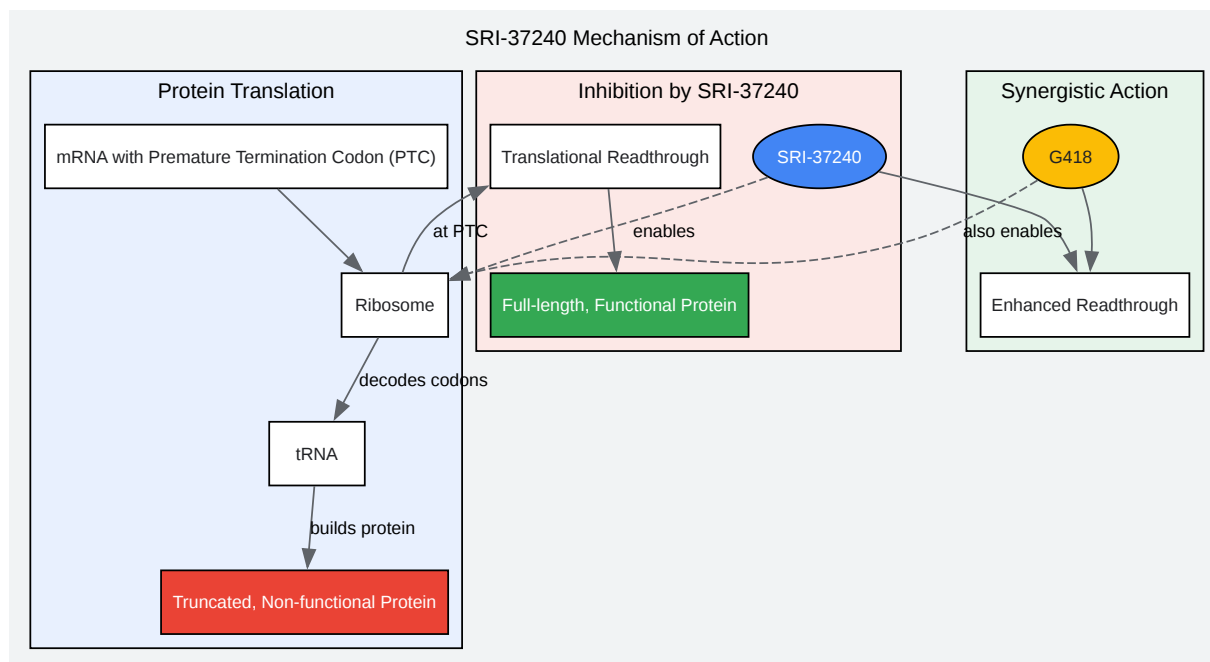 SRI-37240 Mechanism of Action
Protein Translation
Inhibition by SRI-37240
Synergistic Action
mRNA with Premature Termination Codon (PTC)
Translational Readthrough
SRI-37240
G418
at PTC
enables
also enables
Ribosome
Full-length, Functional Protein
Enhanced Readthrough
decodes codons
tRNA
builds protein
Truncated, Non-functional Protein